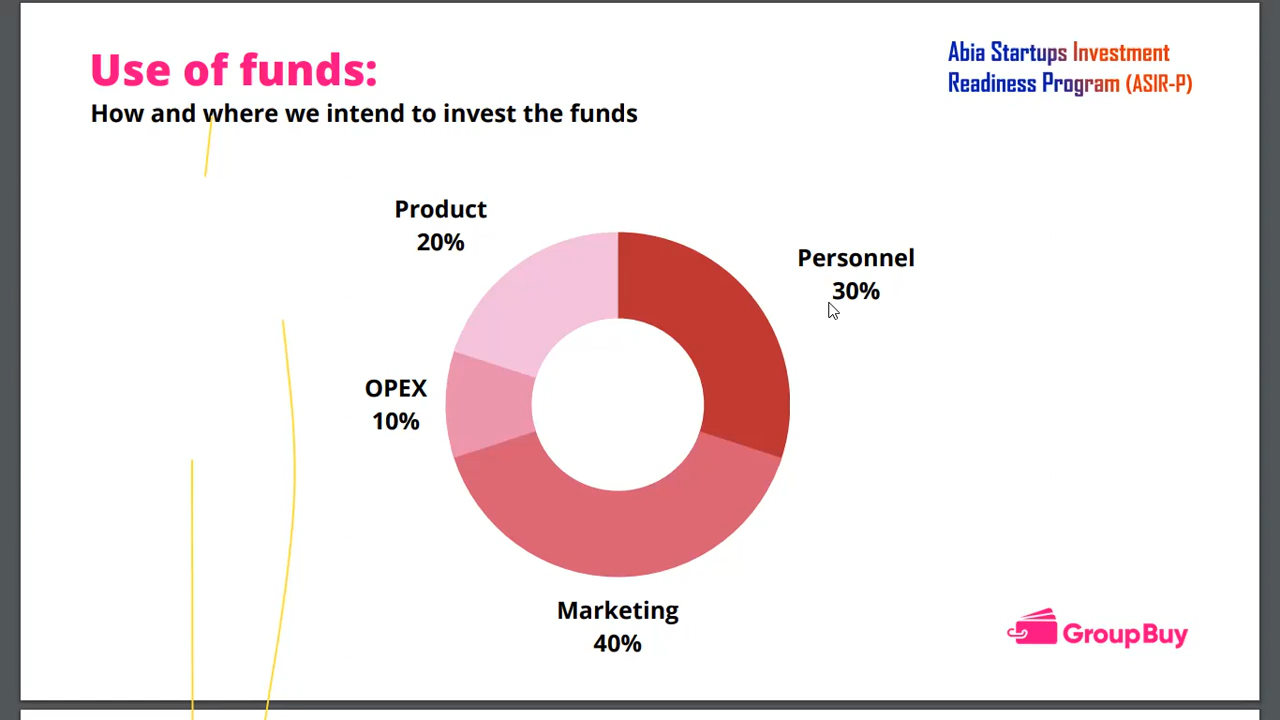 Use of funds:
How and where we intend to invest the funds
Abia Startups Investment
Readiness Program (ASIR-P)
Product
20%
Personnel
30%
OPEX
10%
Marketing
40%
GroupBuy